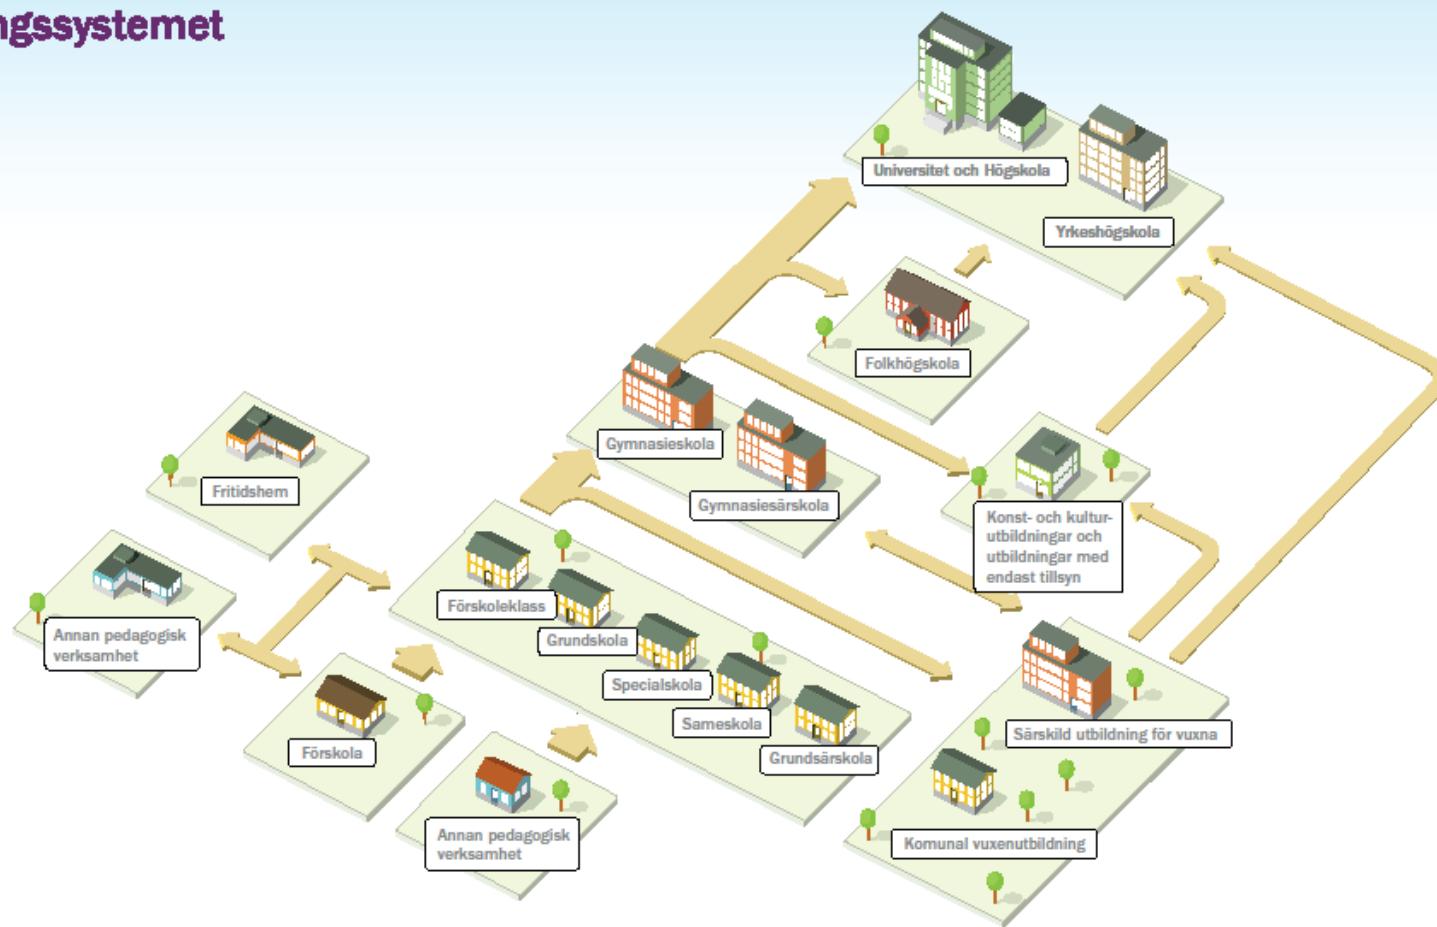 ngssystemet
Universitet och Högskola
Yrkeshögskola
Folkhögskola
Gymnasieskola
Gymnasiesärskola
Fritidshem
Konst- och kultur-
utbildningar och
utbildningar med
endast tillsyn
Förskoleklass
Grundskola
Specialskola
Sameskola
Grundsärskola
Annan pedagogisk
verksamhet
Förskola
Annan pedagogisk
verksamhet
Särskild utbildning för vuxna
Komunal vuxenutbildning